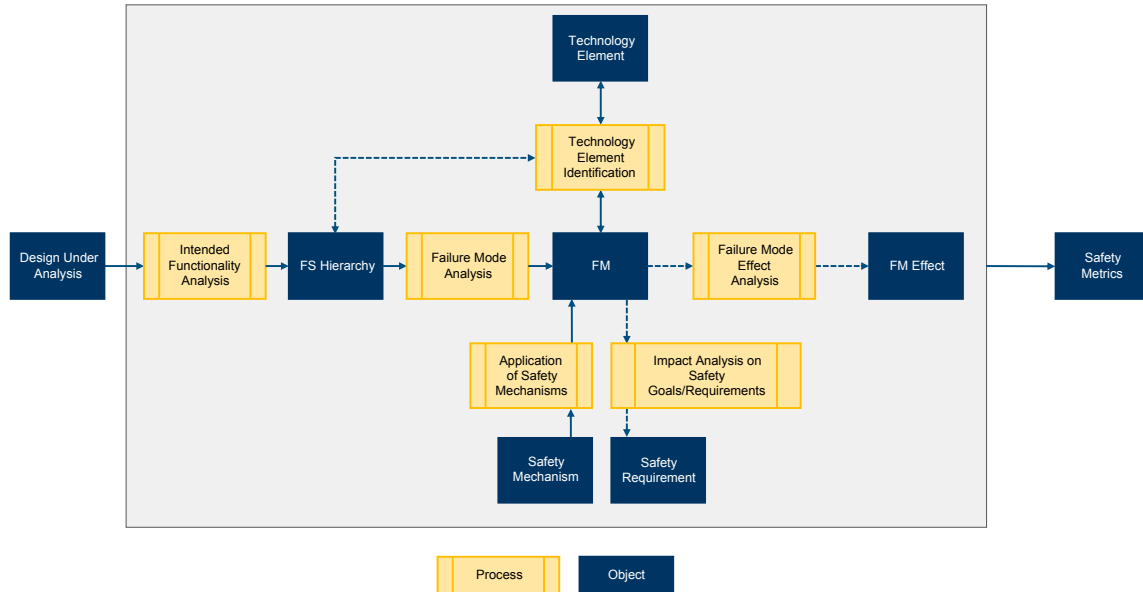 Technology
Element
Technology
Element
Identification
Design Under
Analysis
Intended
Functionality
Analysis
FS Hierarchy
Failure Mode
Analysis
FM
Failure Mode
Effect
Analysis
FM Effect
Safety
Metrics
Application
of Safety
Mechanisms
Impact Analysis on
Safety
Goals/Requirements
Safety
Mechanism
Safety
Requirement
Process
Object